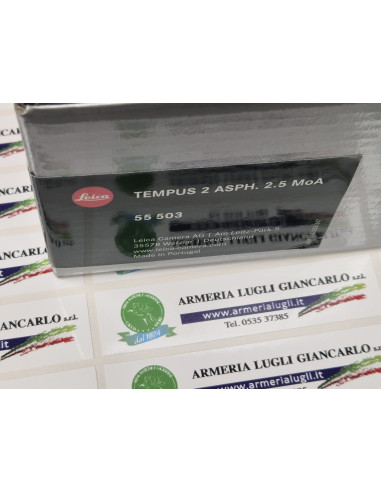 Leica
TEMPUS 2 ASPH. 2.5 MoA
55 503
Leica Camera AG | Am Leitz-Park 5
35578 Wetzlar | Deutschland
www.leica-camera.com
Made in Portugal
GIANCARLO s.r.l.
ARMERIA LUGLI GIANCARLO s.r.l.
www.armerialugli.it
Tel. 0535 37385
dal 1924
ARMERIA LUGLI GIANCARLO s.r.l.
www.armerialugli.it